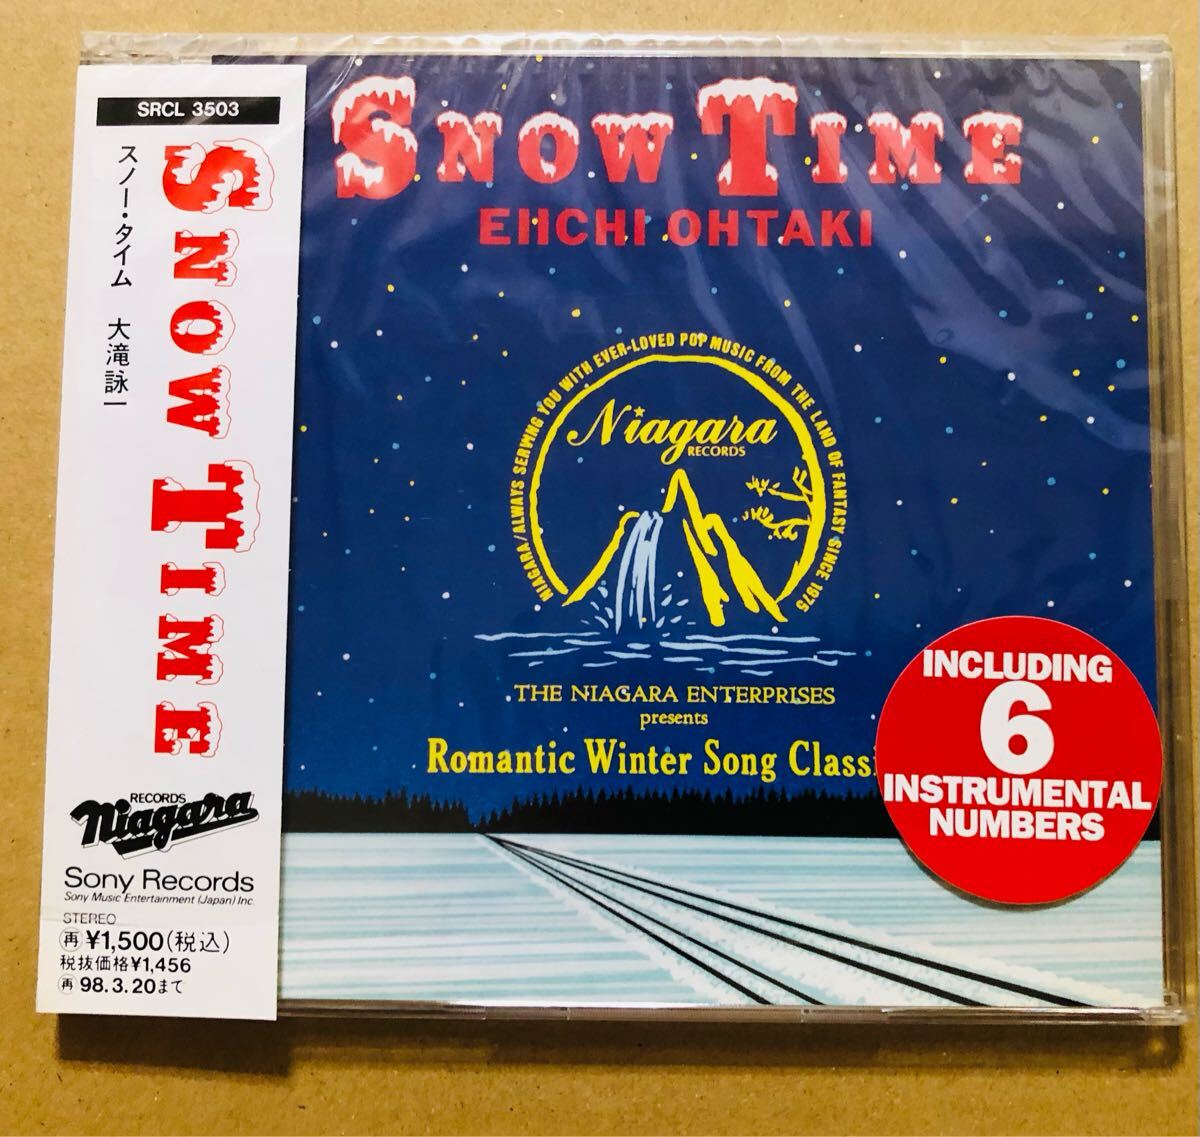 SRCL 3503
スノー・タイム 大滝詠一
SNOW TIME
RECORDS
Niagara
Sony Records
Sony Music Entertainment (Japan) Inc.
STEREO
再¥1,500(税込)
税抜価格¥1,456
再98.3.20まで
SNOW TIME
EIICHI OHTAKI
NIAGARA/ALWAYS SERVING YOU WITH EVER-LOVED POP MUSIC FROM THE LAND OF FANTASY SINCE 1975
Niagara
RECORDS
THE NIAGARA ENTERPRISES
presents
Romantic Winter Song Classi
INCLUDING
6
INSTRUMENTAL
NUMBERS